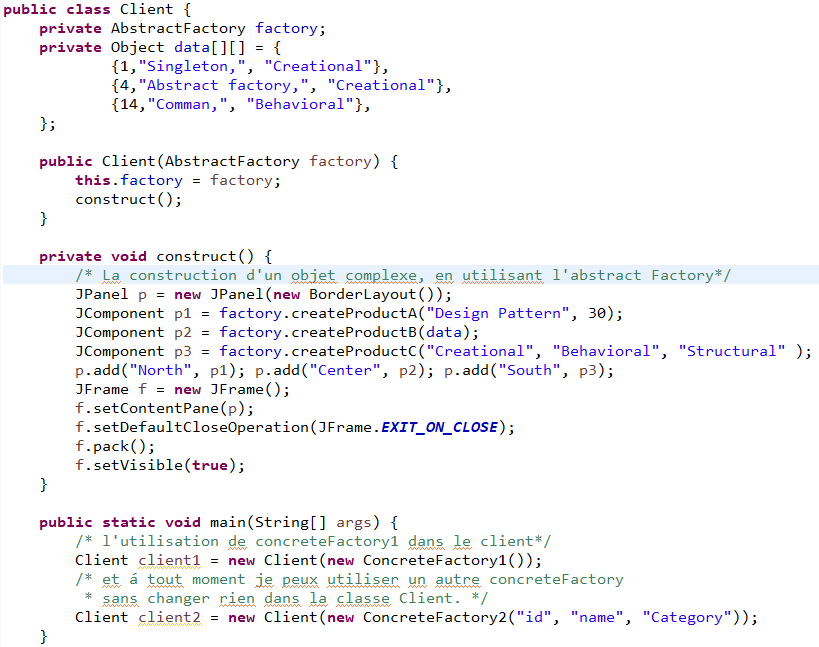 public class Client {
    private AbstractFactory factory;
    private Object data[][] = {
            {1,"Singleton,", "Creational"},
            {4,"Abstract factory,", "Creational"},
            {14,"Comman,", "Behavioral"},
    };

    public Client(AbstractFactory factory) {
        this.factory = factory;
        construct();
    }

    private void construct() {
        /* La construction d'un objet complexe, en utilisant l'abstract Factory*/
        JPanel p = new JPanel(new BorderLayout());
        JComponent p1 = factory.createProductA("Design Pattern", 30);
        JComponent p2 = factory.createProductB(data);
        JComponent p3 = factory.createProductC("Creational", "Behavioral", "Structural" );
        p.add("North", p1); p.add("Center", p2); p.add("South", p3);
        JFrame f = new JFrame();
        f.setContentPane(p);
        f.setDefaultCloseOperation(JFrame.EXIT_ON_CLOSE);
        f.pack();
        f.setVisible(true);
    }

    public static void main(String[] args) {
        /* l'utilisation de concreteFactory1 dans le client*/
        Client client1 = new Client(new ConcreteFactory1());
        /* et á tout moment je peux utiliser un autre concreteFactory
         * sans changer rien dans la classe Client. */
        Client client2 = new Client(new ConcreteFactory2("id", "name", "Category"));
    }